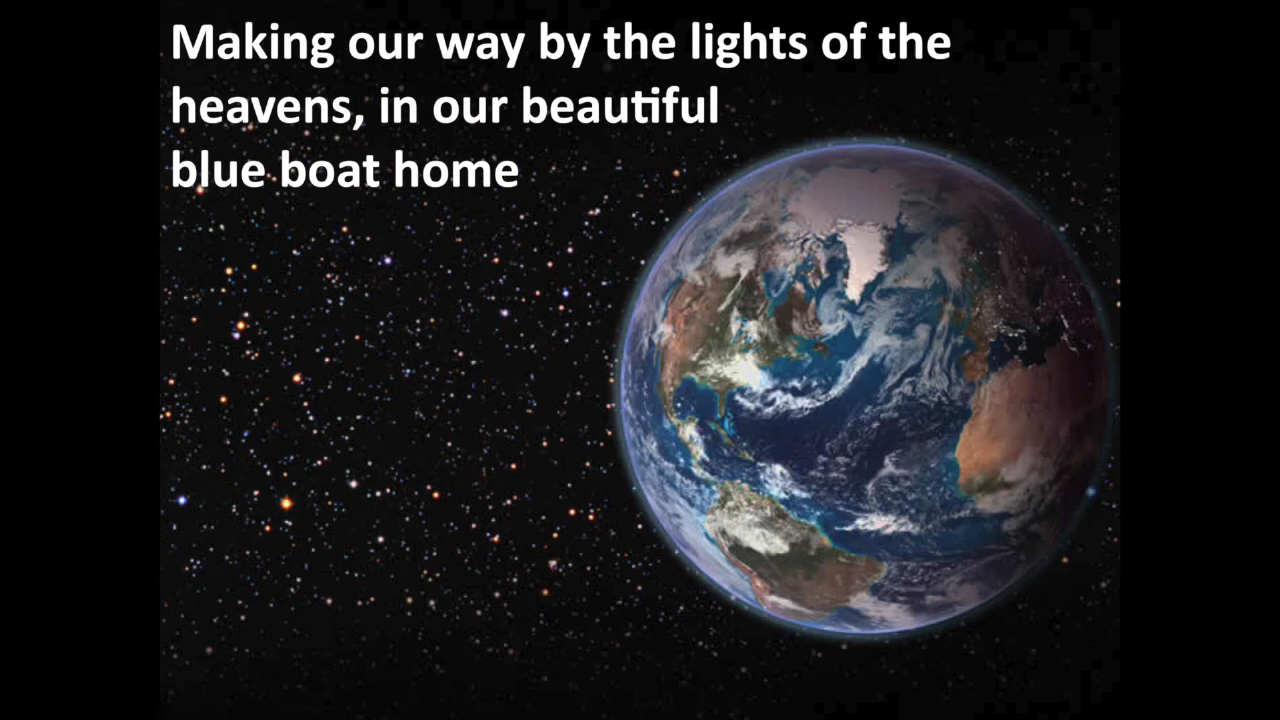 Making our way by the lights of the
heavens, in our beautiful
blue boat home